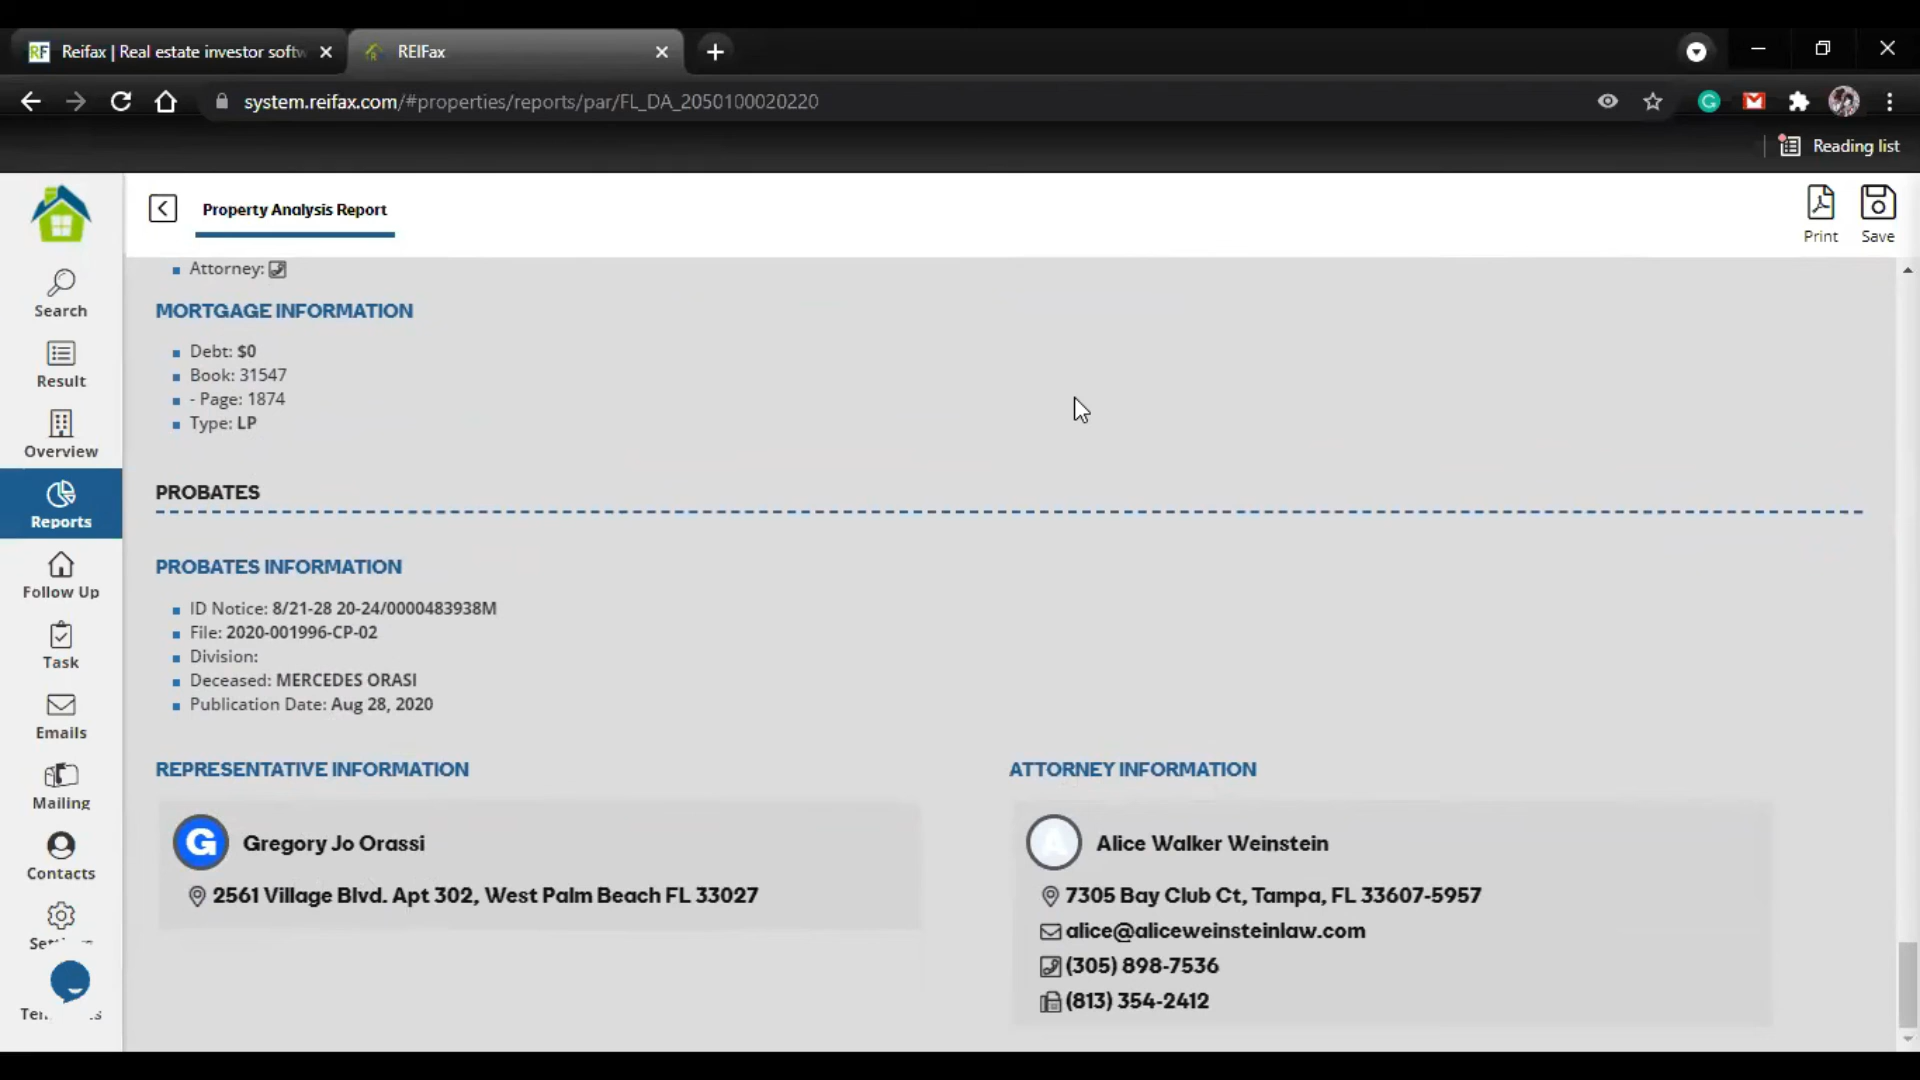 RF Reifax | Real estate investor softw
REIFax
system.reifax.com/#properties/reports/par/FL_DA_2050100020220
Reading list
Property Analysis Report
Print
Save
Search
Result
Overview
Reports
Follow Up
Task
Emails
Mailing
Contacts
Attorney:
MORTGAGE INFORMATION
Debt: $0
Book: 31547
- Page: 1874
Type: LP
PROBATES
PROBATES INFORMATION
ID Notice: 8/21-28 20-24/0000483938M
File: 2020-001996-CP-02
Division:
Deceased: MERCEDES ORASI
Publication Date: Aug 28, 2020
REPRESENTATIVE INFORMATION
G Gregory Jo Orassi
2561 Village Blvd. Apt 302, West Palm Beach FL 33027
ATTORNEY INFORMATION
A Alice Walker Weinstein
7305 Bay Club Ct, Tampa, FL 33607-5957
alice@aliceweinsteinlaw.com
(305) 898-7536
(813) 354-2412